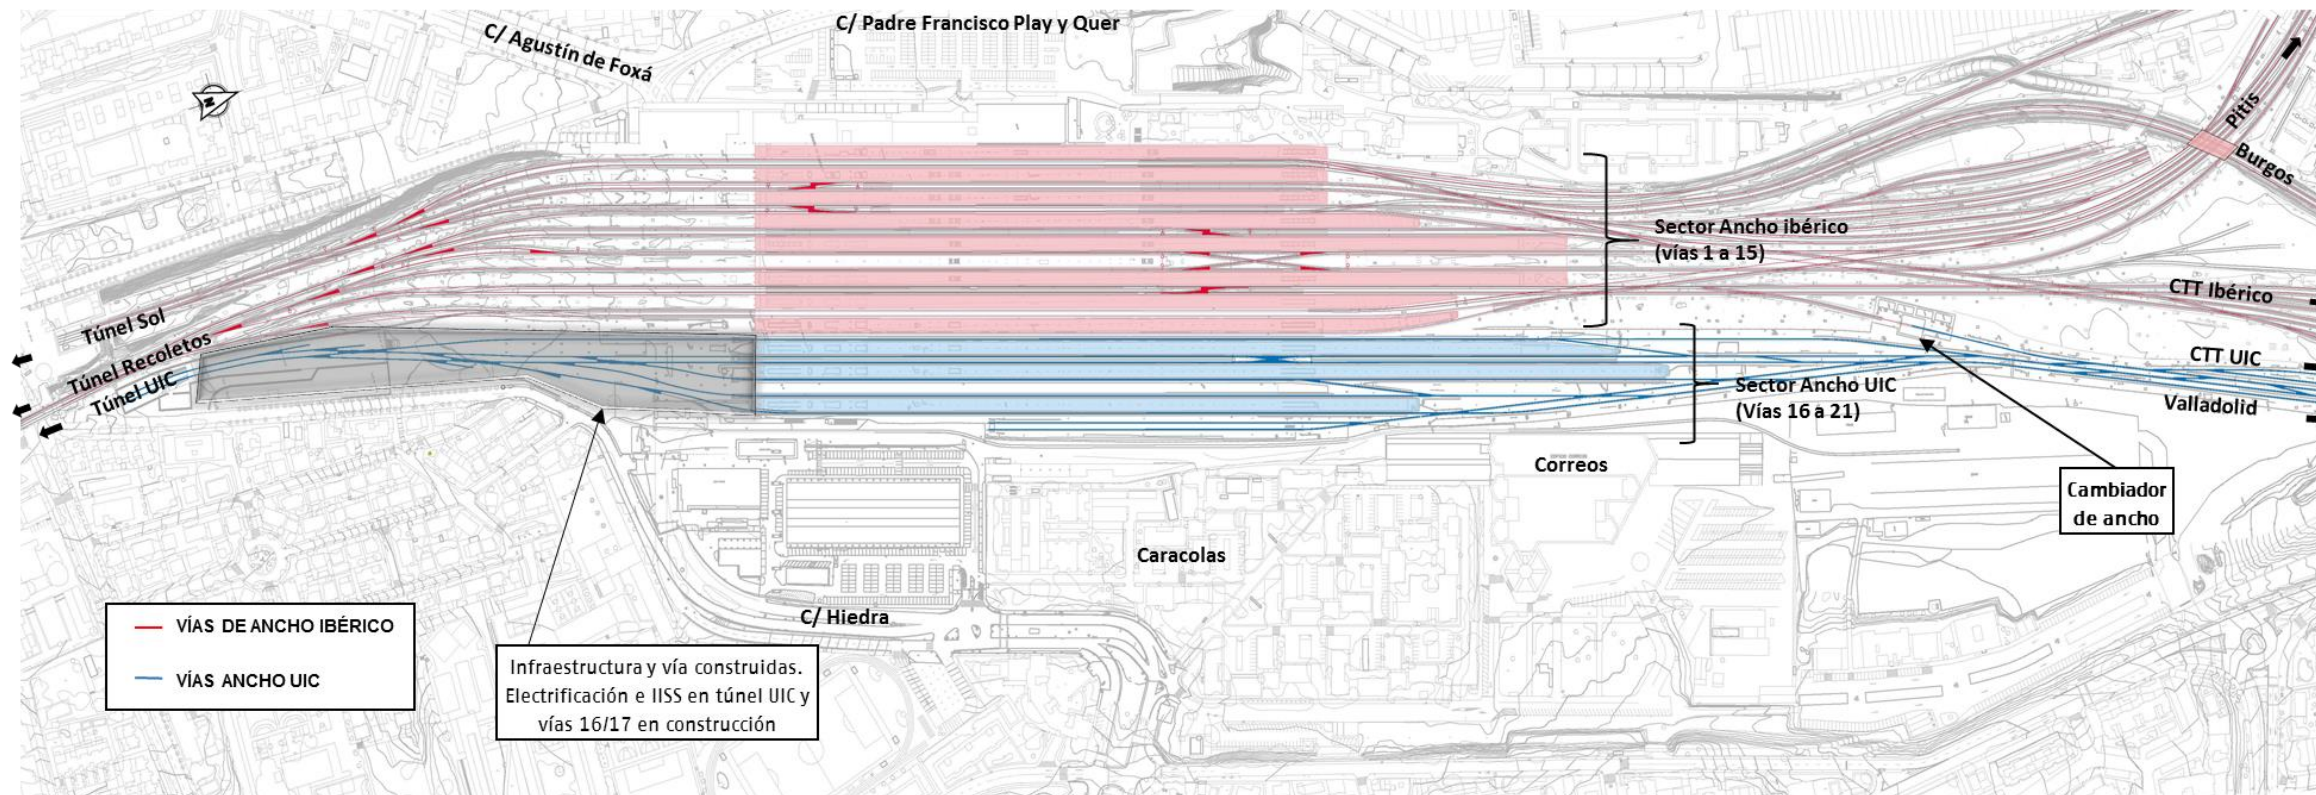 C/ Padre Francisco Play y Quer
C/ Agustín de Foxá
N
Pitis
Burgos
Sector Ancho ibérico
(vías 1 a 15)
CTT Ibérico
Túnel Sol
Túnel Recoletos
Túnel UIC
CTT UIC
Valladolid
Sector Ancho UIC
(Vías 16 a 21)
Correos
Cambiador
de ancho
Caracolas
C/ Hiedra
VÍAS DE ANCHO IBÉRICO
VÍAS ANCHO UIC
Infraestructura y vía construidas.
Electrificación e IISS en túnel UIC y
vías 16/17 en construcción